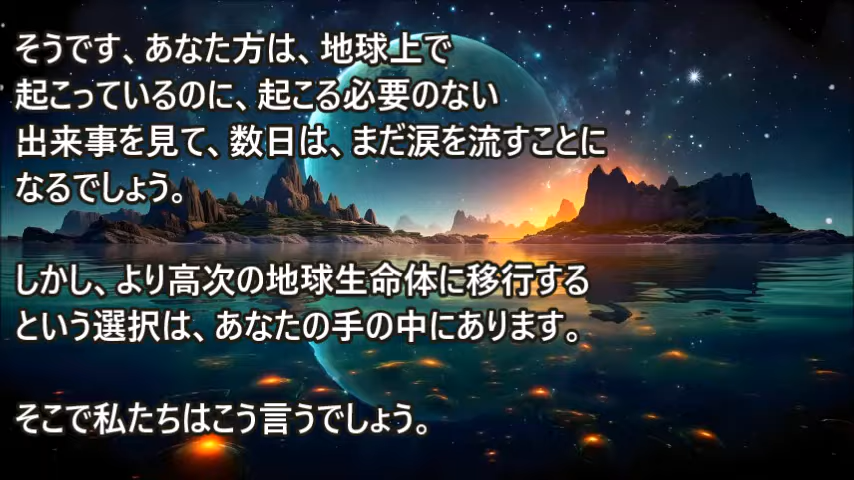 そうです、あなた方は、地球上で
起こっているのに、起こる必要のない
出来事を見て、数日は、まだ涙を流すことに
なるでしょう。
しかし、より高次の地球生命体に移行する
という選択は、あなたの手の中にあります。
そこで私たちはこう言うでしょう。